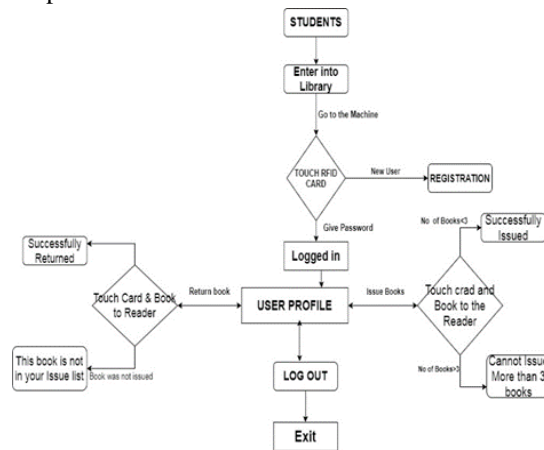 STUDENTS
Enter into
Library
Go to the Machine
TOUCH RFID
CARD
New User
REGISTRATION
Give Password
Logged in
No of Books<3
Successfully
Issued
Successfully
Returned
Touch Card & Book
to Reader
Return book
USER PROFILE
Issue Books
Touch crad and
Book to the
Reader
This book is not
in your Issue list
Book was not issued
No of Books>3
Cannot Issue
More than 3
books
LOG OUT
Exit